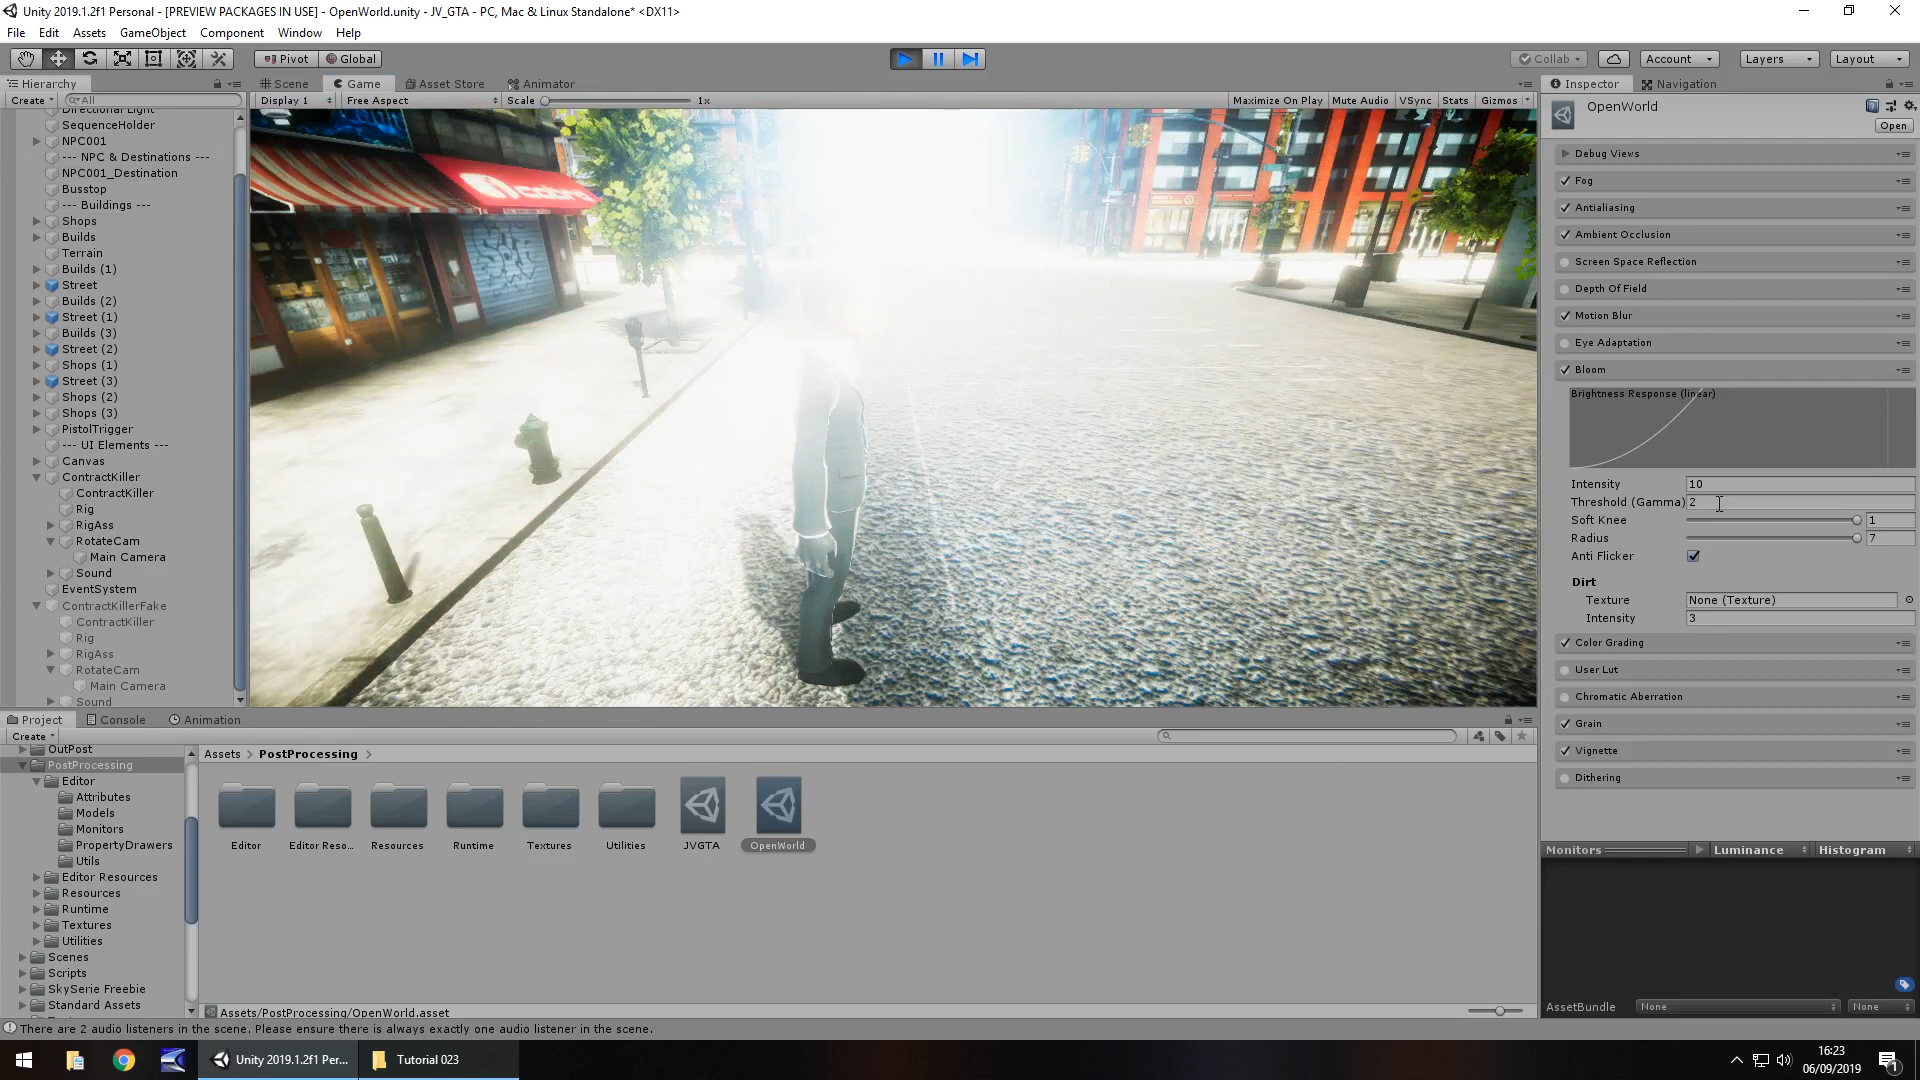 Unity 2019.1.2f1 Personal - [PREVIEW PACKAGES IN USE] - OpenWorld.unity - JV_GTA - PC, Mac & Linux Standalone* <DX11>
File Edit Assets GameObject Component Window Help
Pivot Global Collab Account Layers Layout
Hierarchy Scene Game Asset Store Animator Inspector Navigation
Create All Display 1 Free Aspect Scale 1x Maximize On Play Mute Audio VSync Stats Gizmos
OpenWorld
Open
Directional Light
SequenceHolder
NPC001
--- NPC & Destinations ---
NPC001_Destination
Busstop
--- Buildings ---
Shops
Builds
Terrain
Builds (1)
Street
Builds (2)
Street (1)
Builds (3)
Street (2)
Shops (1)
Street (3)
Shops (2)
Shops (3)
PistolTrigger
--- UI Elements ---
Canvas
ContractKiller
ContractKiller
Rig
RigAss
RotateCam
Main Camera
Sound
EventSystem
ContractKillerFake
ContractKiller
Rig
RigAss
RotateCam
Main Camera
Sound
Debug Views
Fog
Antialiasing
Ambient Occlusion
Screen Space Reflection
Depth Of Field
Motion Blur
Eye Adaptation
Bloom
Brightness Response (linear)
Intensity 10
Threshold (Gamma) 2
Soft Knee 1
Radius 7
Anti Flicker
Dirt
Texture None (Texture)
Intensity 3
Color Grading
User Lut
Chromatic Aberration
Grain
Vignette
Dithering
Monitors Luminance Histogram
AssetBundle None None
Project Console Animation
Create
OutPost
PostProcessing
Editor
Attributes
Models
Monitors
PropertyDrawers
Utils
Editor Resources
Resources
Runtime
Textures
Utilities
Scenes
Scripts
SkySerie Freebie
Standard Assets
Assets > PostProcessing >
Editor Editor Reso... Resources Runtime Textures Utilities JVGTA OpenWorld
Assets/PostProcessing/OpenWorld.asset
There are 2 audio listeners in the scene. Please ensure there is always exactly one audio listener in the scene.
Unity 2019.1.2f1 Per... Tutorial 023
16:23
06/09/2019
1